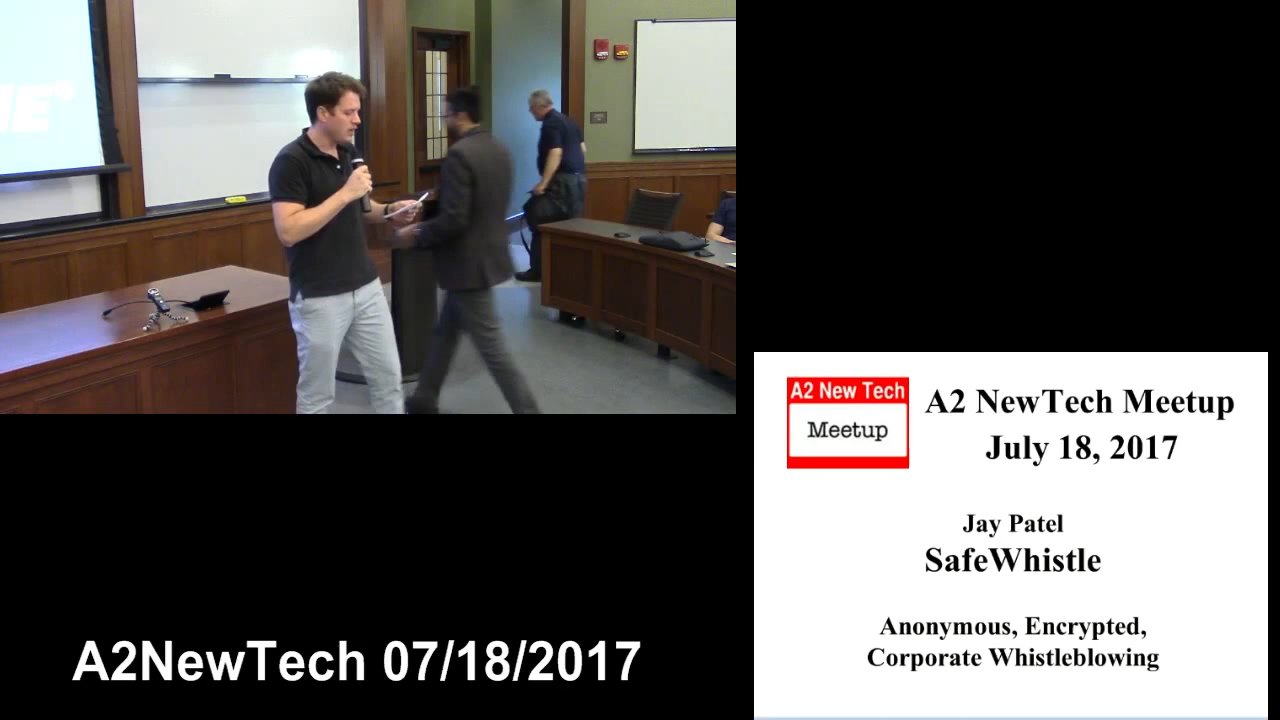 A2 New Tech
Meetup
A2 NewTech Meetup
July 18, 2017
Jay Patel
SafeWhistle
Anonymous, Encrypted,
Corporate Whistleblowing
A2NewTech 07/18/2017